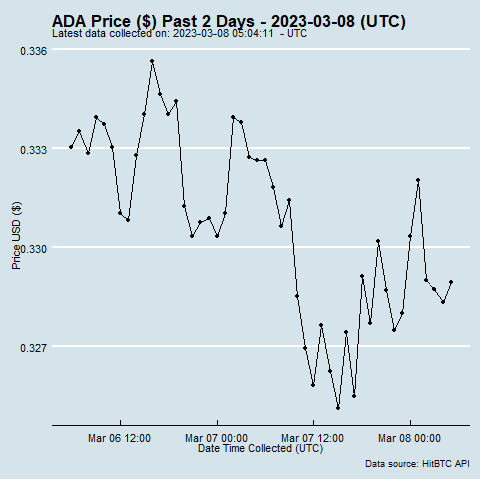 ADA Price ($) Past 2 Days - 2023-03-08 (UTC)
Latest data collected on: 2023-03-08 05:04:11  - UTC
0.336
0.333
0.330
0.327
Price USD ($)
Mar 06 12:00 Mar 07 00:00 Mar 07 12:00 Mar 08 00:00
Date Time Collected (UTC)
Data source: HitBTC API